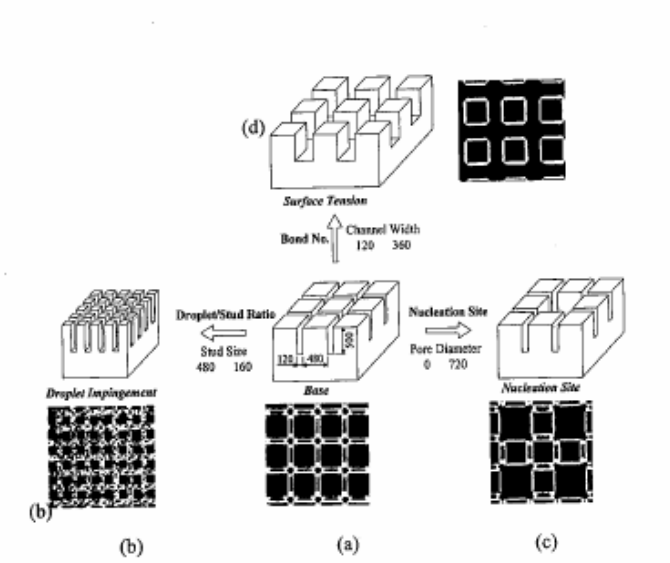 (d)
Surface Tension
Bond No.
Channel Width
120 360
Droplet/Stud Ratio
Stud Size
480 160
Nucleation Site
Pore Diameter
0 720
120
480
500
Droplet Impingement
Base
Nucleation Site
(b)
(b)
(a)
(c)